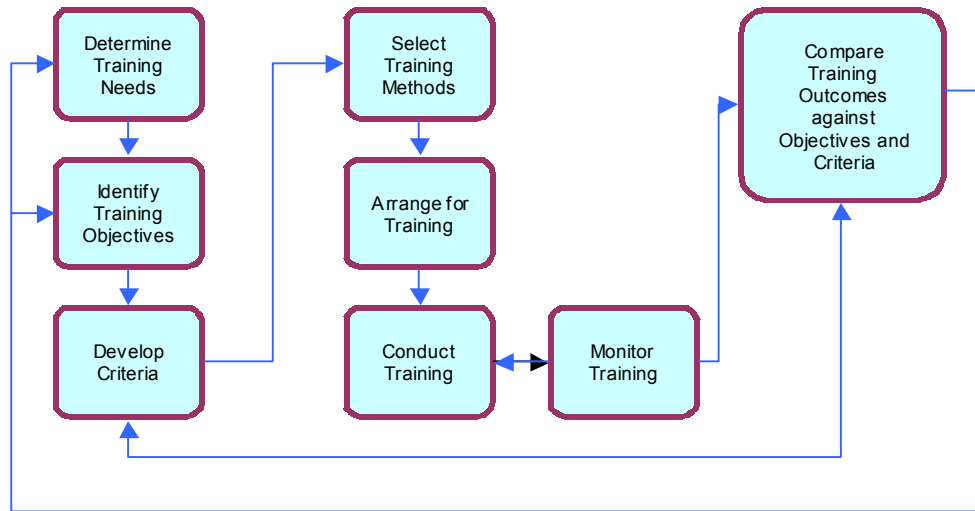 Determine
Training
Needs
Identify
Training
Objectives
Develop
Criteria
Select
Training
Methods
Arrange for
Training
Conduct
Training
Monitor
Training
Compare
Training
Outcomes
against
Objectives and
Criteria